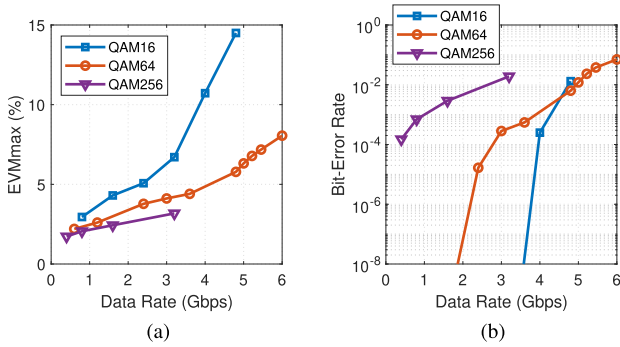 QAM16
QAM64
QAM256
EVMmax (%)
15
10
5
0
0 1 2 3 4 5 6
Data Rate (Gbps)
(a)
QAM16
QAM64
QAM256
Bit-Error Rate
10^0
10^-2
10^-4
10^-6
10^-8
0 1 2 3 4 5 6
Data Rate (Gbps)
(b)